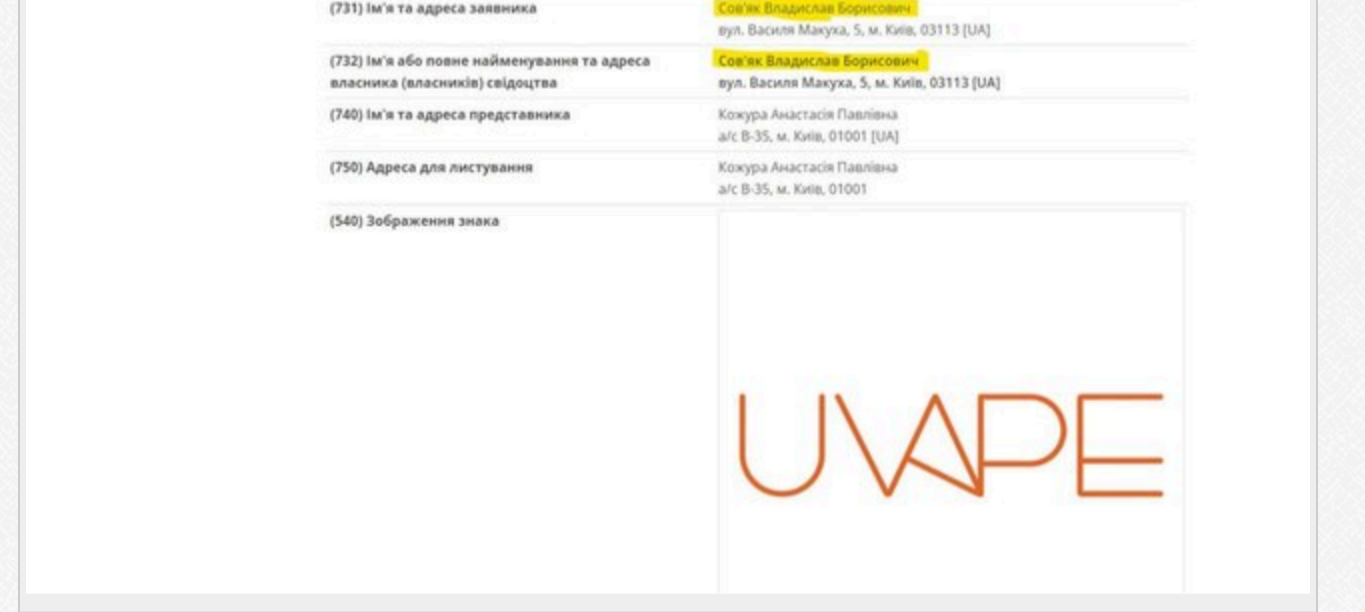 (731) Ім'я та адреса заявника
Сов'як Владислав Борисович
вул. Василя Макуха, 5, м. Київ, 03113 [UA]
(732) Ім'я або повне найменування та адреса
власника (власників) свідоцтва
Сов'як Владислав Борисович
вул. Василя Макуха, 5, м. Київ, 03113 [UA]
(740) Ім'я та адреса представника
Кожура Анастасія Павлівна
а/с В-35, м. Київ, 01001 [UA]
(750) Адреса для листування
Кожура Анастасія Павлівна
а/с В-35, м. Київ, 01001
(540) Зображення знака
UVAPE